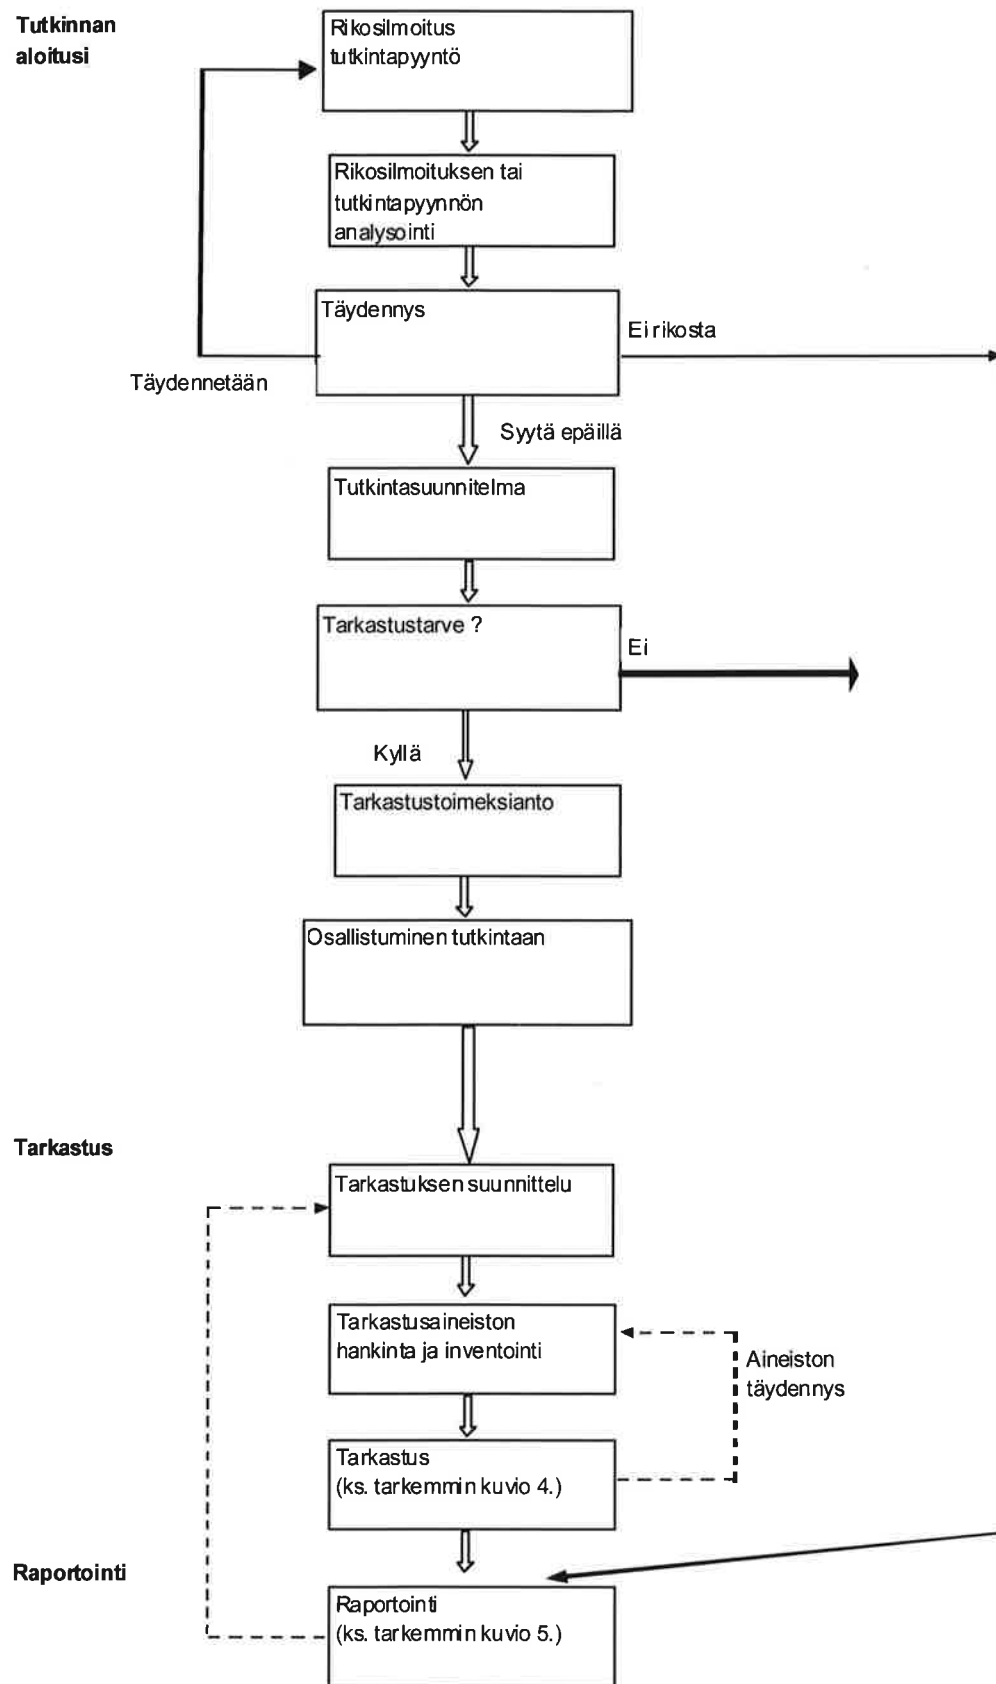 Tutkinnan
aloitusi
Rikosilmoitus
tutkintapyyntö
Rikosilmoituksen tai
tutkintapyynnön
analysointi
Täydennys
Ei rikosta
Täydennetään
Syytä epäillä
Tutkintasuunnitelma
Tarkastustarve ?
Ei
Kyllä
Tarkastustoimeksianto
Osallistuminen tutkintaan
Tarkastus
Tarkastuksen suunnittelu
Tarkastusaineiston
hankinta ja inventointi
Aineiston
täydennys
Tarkastus
(ks. tarkemmin kuvio 4.)
Raportointi
Raportointi
(ks. tarkemmin kuvio 5.)